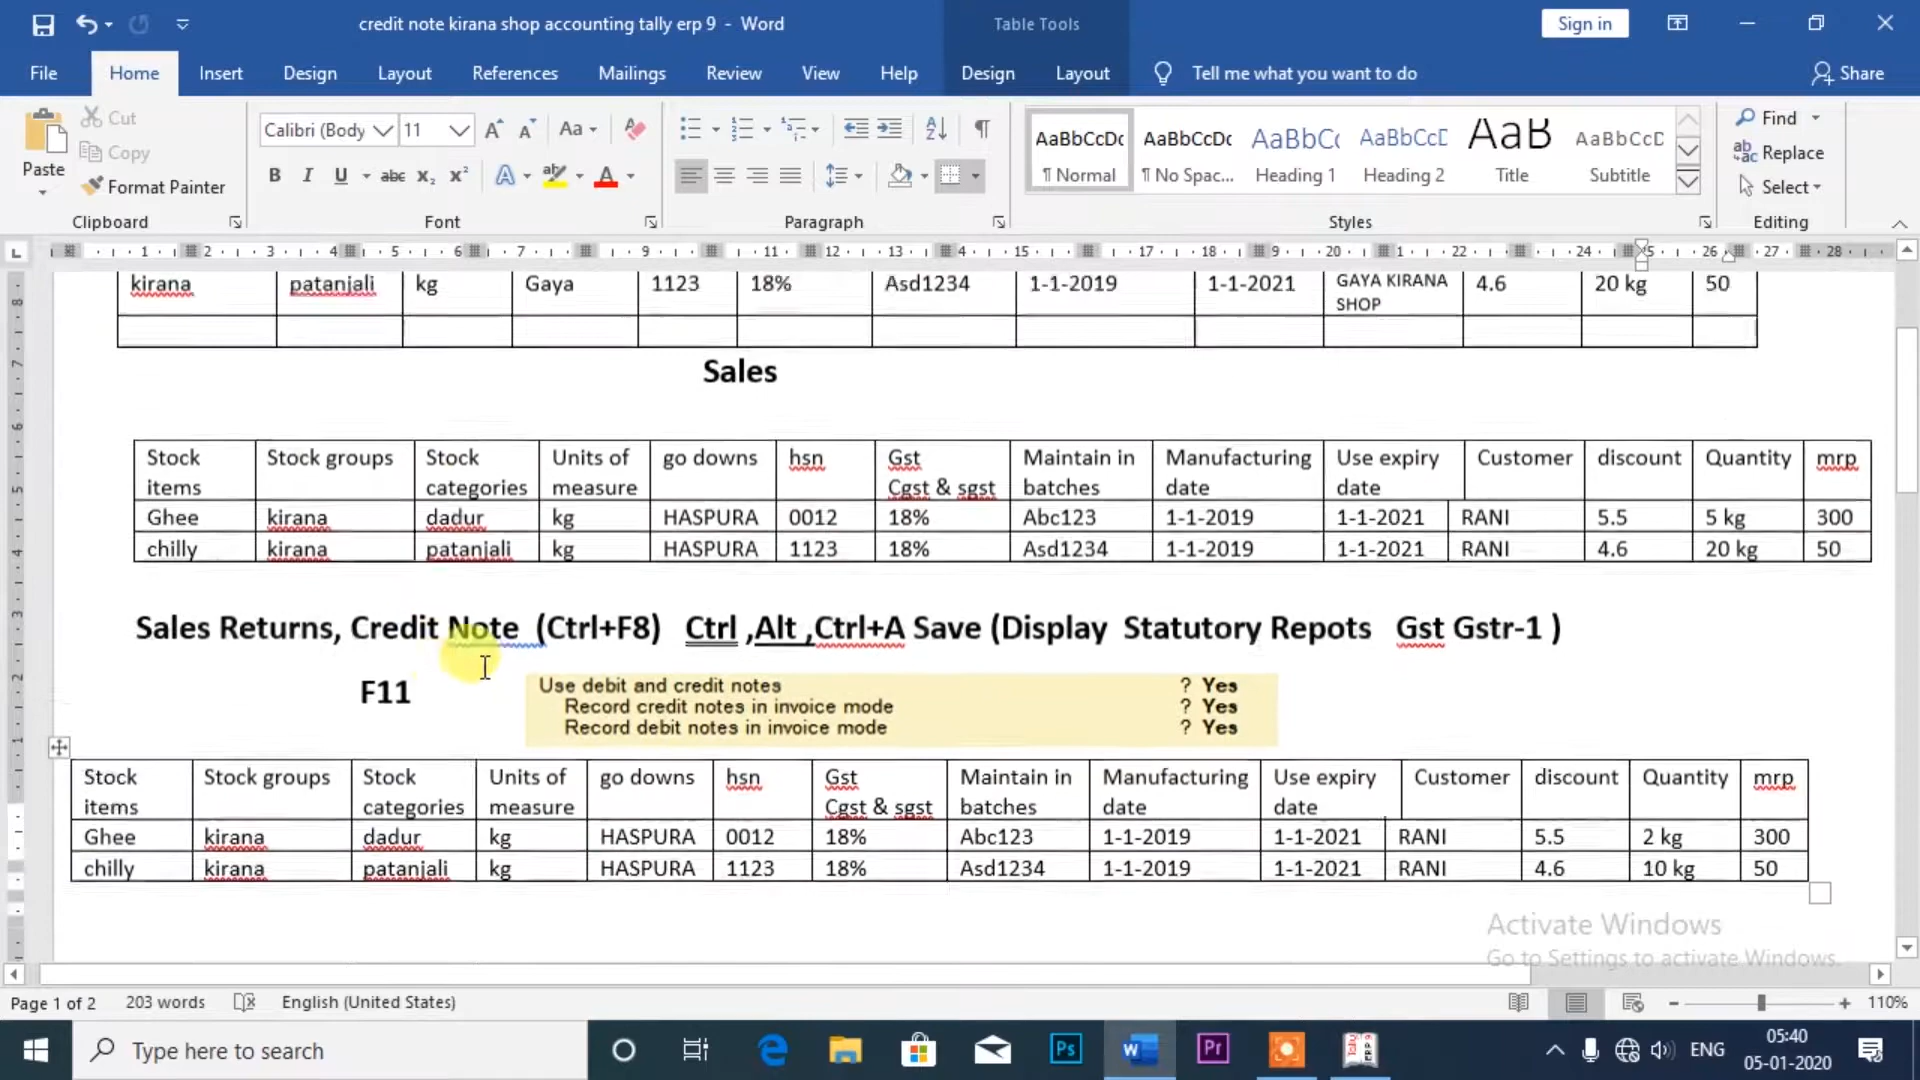 credit note kirana shop accounting tally erp 9 - Word
Table Tools
Sign in
File Home Insert Design Layout References Mailings Review View Help Design Layout Tell me what you want to do Share
Cut
Copy
Paste
Format Painter
Clipboard
Calibri (Body 11
Font
Paragraph
AaBbCcDc AaBbCcDc AaBbCc AaBbCcD AaB AaBbCcD
¶ Normal ¶ No Spac... Heading 1 Heading 2 Title Subtitle
Styles
Find
Replace
Select
Editing
kirana patanjali kg Gaya 1123 18% Asd1234 1-1-2019 1-1-2021 GAYA KIRANA SHOP 4.6 20 kg 50
Sales
Stock items Stock groups Stock categories Units of measure go downs hsn Gst Cgst & sgst Maintain in batches Manufacturing date Use expiry date Customer discount Quantity mrp
Ghee kirana dadur kg HASPURA 0012 18% Abc123 1-1-2019 1-1-2021 RANI 5.5 5 kg 300
chilly kirana patanjali kg HASPURA 1123 18% Asd1234 1-1-2019 1-1-2021 RANI 4.6 20 kg 50
Sales Returns, Credit Note (Ctrl+F8) Ctrl ,Alt ,Ctrl+A Save (Display Statutory Repots Gst Gstr-1 )
F11
Use debit and credit notes ? Yes
Record credit notes in invoice mode ? Yes
Record debit notes in invoice mode ? Yes
Stock items Stock groups Stock categories Units of measure go downs hsn Gst Cgst & sgst Maintain in batches Manufacturing date Use expiry date Customer discount Quantity mrp
Ghee kirana dadur kg HASPURA 0012 18% Abc123 1-1-2019 1-1-2021 RANI 5.5 2 kg 300
chilly kirana patanjali kg HASPURA 1123 18% Asd1234 1-1-2019 1-1-2021 RANI 4.6 10 kg 50
Activate Windows
Go to Settings to activate Windows.
Page 1 of 2 203 words English (United States) 110%
Type here to search
ENG
05:40
05-01-2020